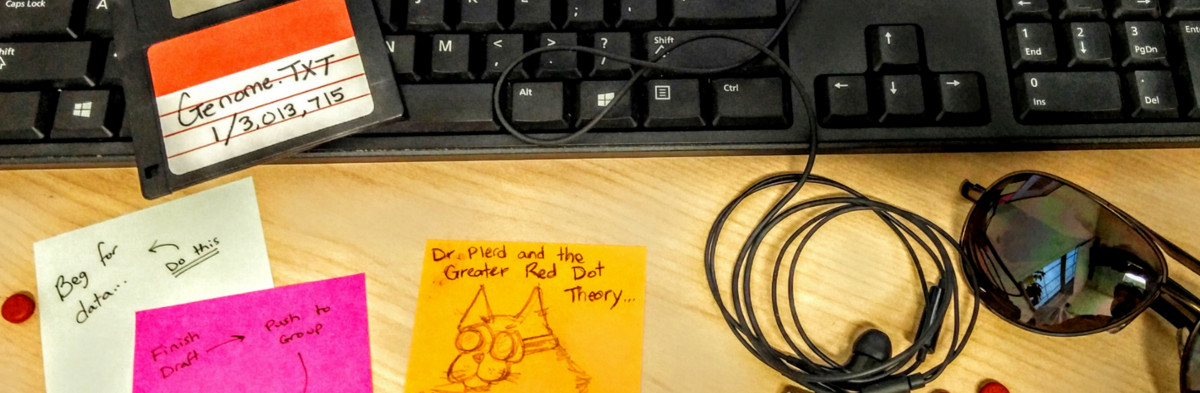 Caps Lock
A
Shift
N
M
<
,
>
.
?
/
Shift
Alt
Ctrl
1
End
2
3
PgDn
0
Ins
.
Del
Genome.TXT
1/3,013,715
Beg for
data...
Do this
Finish
Draft
Push to
Group
Dr. Plerd and the
Greater Red Dot
Theory...